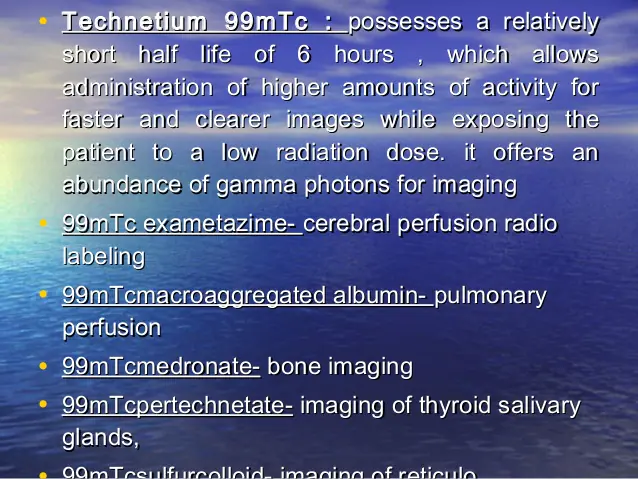 • Technetium 99mTc : possesses a relatively
short half life of 6 hours , which allows
administration of higher amounts of activity for
faster and clearer images while exposing the
patient to a low radiation dose. it offers an
abundance of gamma photons for imaging
• 99mTc exametazime- cerebral perfusion radio
labeling
• 99mTcmacroaggregated albumin- pulmonary
perfusion
• 99mTcmedronate- bone imaging
• 99mTcpertechnetate- imaging of thyroid salivary
glands,
• 99mTcsulfurcolloid- imaging of reticulo